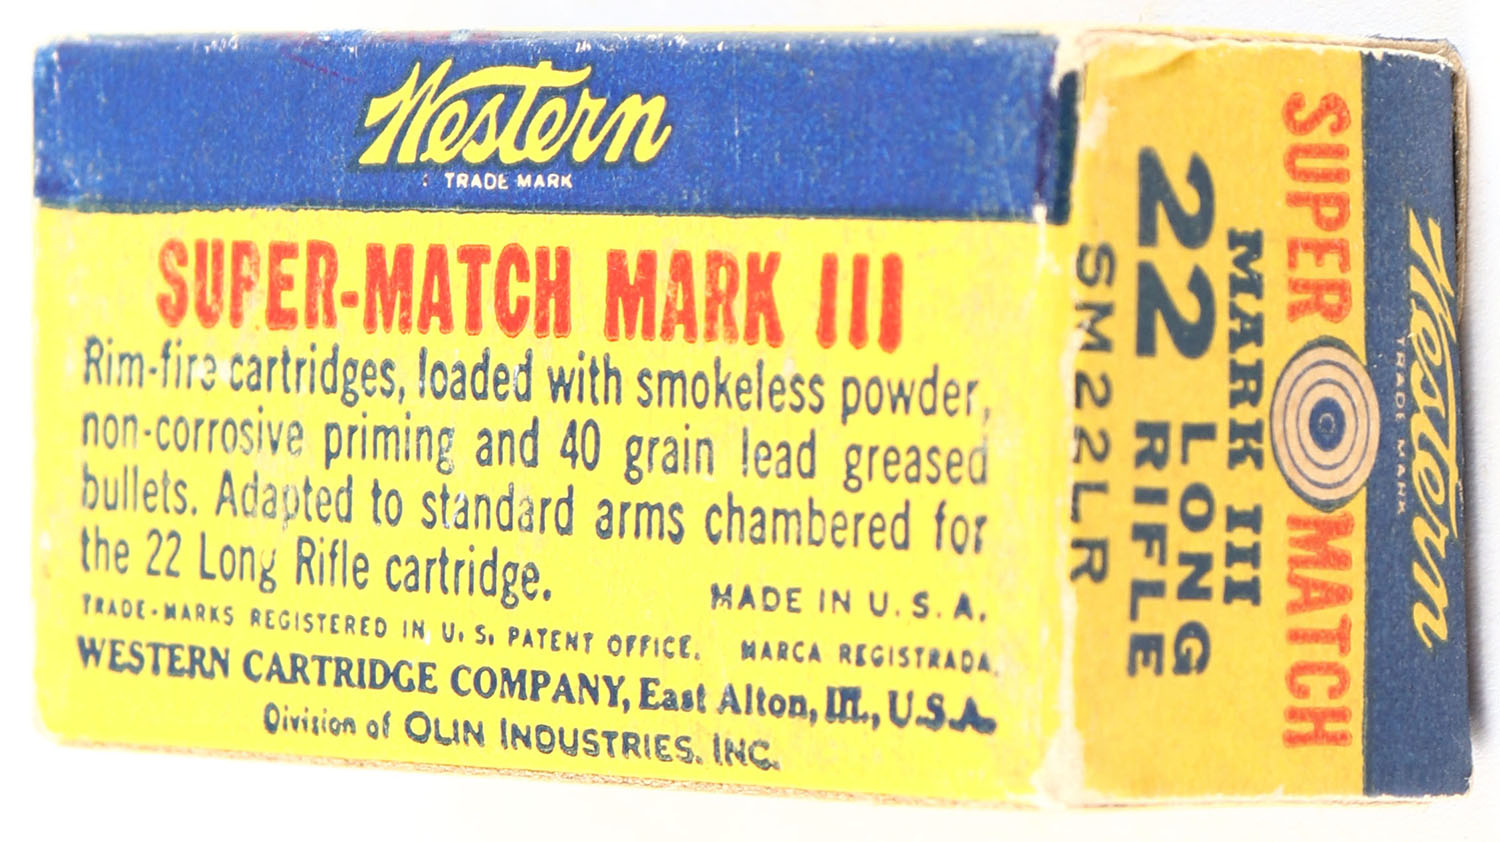 Western
TRADE MARK
SUPER-MATCH MARK III
Rim-fire cartridges, loaded with smokeless powder,
non-corrosive priming and 40 grain lead greased
bullets. Adapted to standard arms chambered for
the 22 Long Rifle cartridge.
MADE IN U.S.A.
TRADE-MARKS REGISTERED IN U. S. PATENT OFFICE. MARCA REGISTRADA.
WESTERN CARTRIDGE COMPANY, East Alton, Ill., U.S.A.
Division of OLIN INDUSTRIES, INC.
Western
TRADE MARK
SUPER MATCH
MARK III
22 LONG
RIFLE
SM22LR